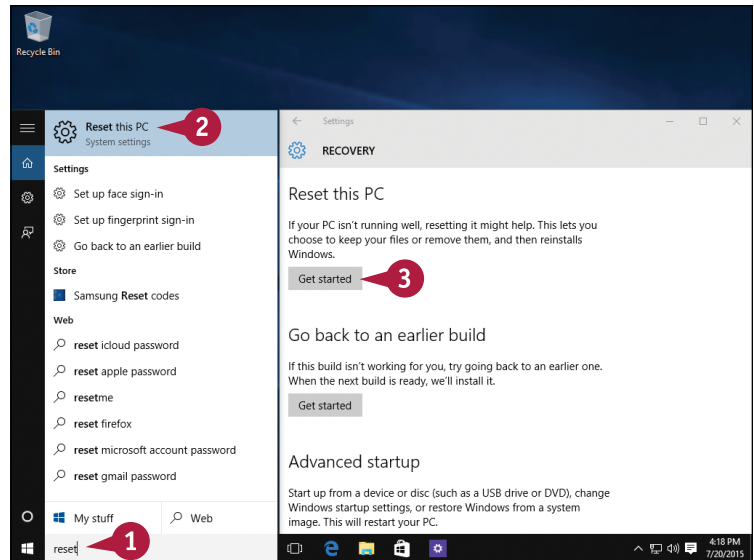 Recycle Bin
Reset this PC
System settings
2
Settings
Set up face sign-in
Set up fingerprint sign-in
Go back to an earlier build
Store
Samsung Reset codes
Web
reset icloud password
reset apple password
resetme
reset firefox
reset microsoft account password
reset gmail password
My stuff
Web
reset
1
Settings
RECOVERY
Reset this PC
If your PC isn't running well, resetting it might help. This lets you
choose to keep your files or remove them, and then reinstalls
Windows.
Get started
3
Go back to an earlier build
If this build isn't working for you, try going back to an earlier one.
When the next build is ready, we'll install it.
Get started
Advanced startup
Start up from a device or disc (such as a USB drive or DVD), change
Windows startup settings, or restore Windows from a system
image. This will restart your PC.
4:18 PM
7/20/2015